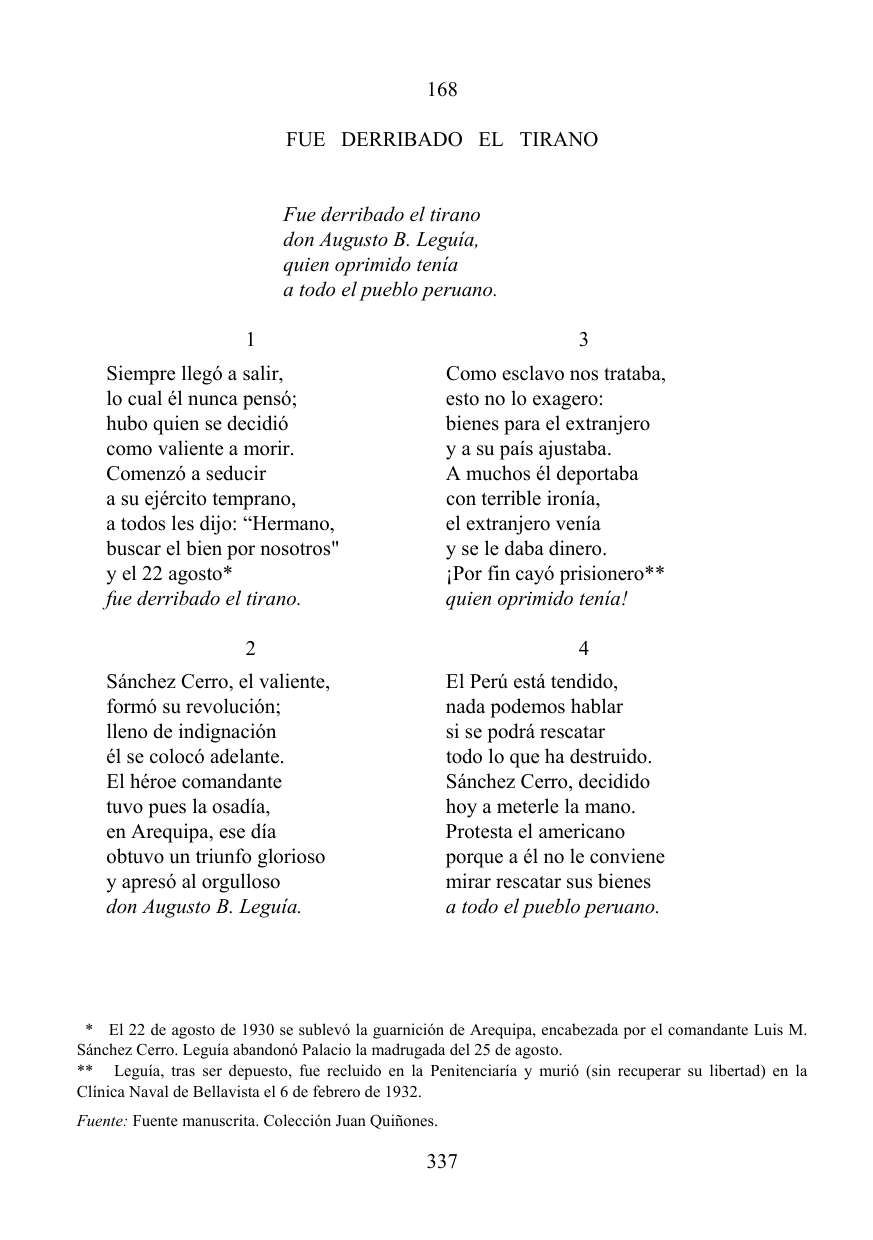 168
FUE DERRIBADO EL TIRANO
Fue derribado el tirano
don Augusto B. Leguía,
quien oprimido tenía
a todo el pueblo peruano.
1
Siempre llegó a salir,
lo cual él nunca pensó;
hubo quien se decidió
como valiente a morir.
Comenzó a seducir
a su ejército temprano,
a todos les dijo: “Hermano,
buscar el bien por nosotros"
y el 22 agosto*
fue derribado el tirano.
2
Sánchez Cerro, el valiente,
formó su revolución;
lleno de indignación
él se colocó adelante.
El héroe comandante
tuvo pues la osadía,
en Arequipa, ese día
obtuvo un triunfo glorioso
y apresó al orgulloso
don Augusto B. Leguía.
3
Como esclavo nos trataba,
esto no lo exagero:
bienes para el extranjero
y a su país ajustaba.
A muchos él deportaba
con terrible ironía,
el extranjero venía
y se le daba dinero.
¡Por fin cayó prisionero**
quien oprimido tenía!
4
El Perú está tendido,
nada podemos hablar
si se podrá rescatar
todo lo que ha destruido.
Sánchez Cerro, decidido
hoy a meterle la mano.
Protesta el americano
porque a él no le conviene
mirar rescatar sus bienes
a todo el pueblo peruano.
* El 22 de agosto de 1930 se sublevó la guarnición de Arequipa, encabezada por el comandante Luis M.
Sánchez Cerro. Leguía abandonó Palacio la madrugada del 25 de agosto.
** Leguía, tras ser depuesto, fue recluido en la Penitenciaría y murió (sin recuperar su libertad) en la
Clínica Naval de Bellavista el 6 de febrero de 1932.
Fuente: Fuente manuscrita. Colección Juan Quiñones.
337